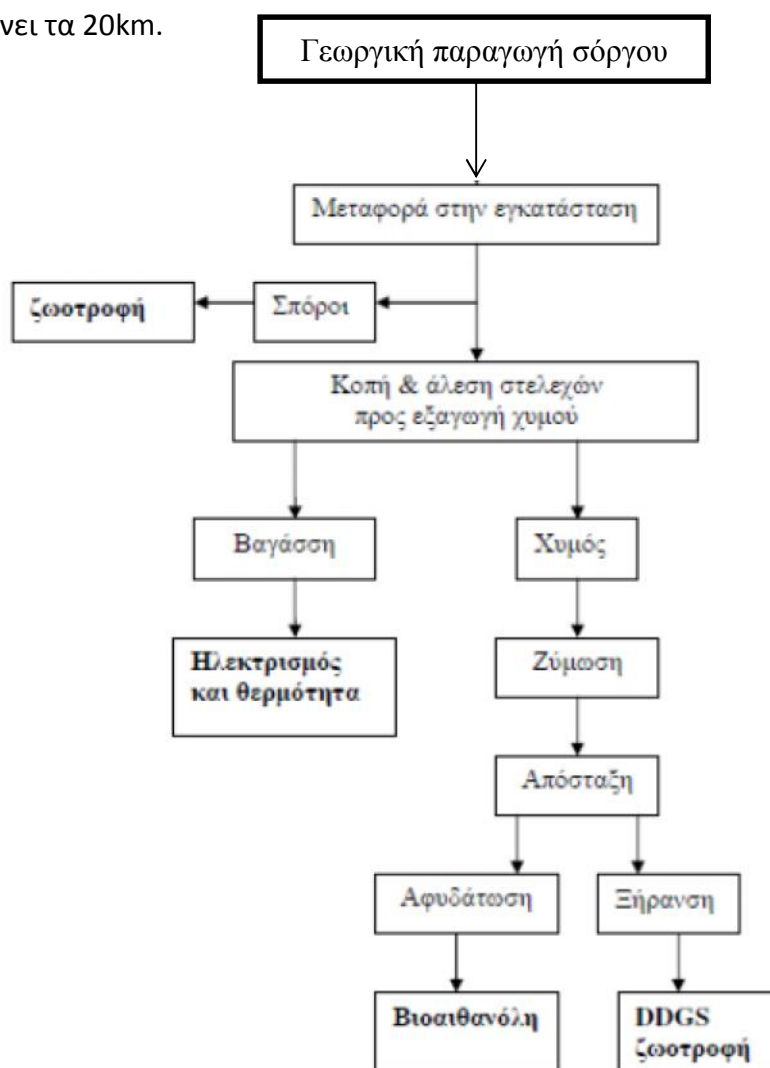 νει τα 20km.
Γεωργική παραγωγή σόργου
Μεταφορά στην εγκατάσταση
ζωοτροφή
Σπόροι
Κοπή & άλεση στελεχών
προς εξαγωγή χυμού
Βαγάσση
Χυμός
Ηλεκτρισμός
και θερμότητα
Ζύμωση
Απόσταξη
Αφυδάτωση
Ξήρανση
Βιοαιθανόλη
DDGS
ζωοτροφή